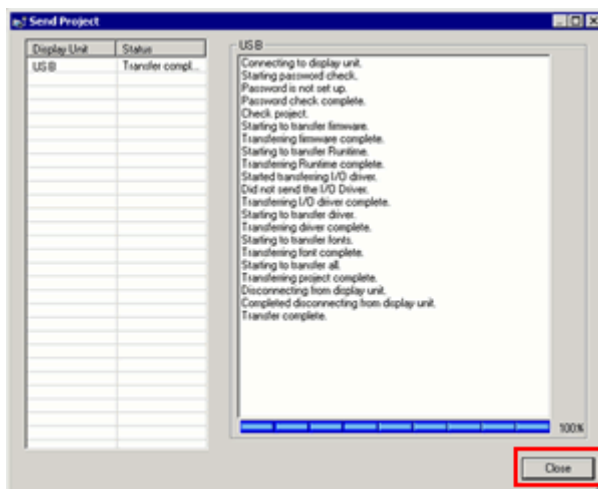 Send Project
Display Unit Status
USB Transfer compl...
USB
Connecting to display unit.
Starting password check.
Password is not set up.
Password check complete.
Check project.
Starting to transfer firmware.
Transferring firmware complete.
Starting to transfer Runtime.
Transferring Runtime complete.
Started transferring I/O driver.
Did not send the I/O Driver.
Transferring I/O driver complete.
Starting to transfer driver.
Transferring driver complete.
Starting to transfer fonts.
Transferring font complete.
Starting to transfer all.
Transferring project complete.
Disconnecting from display unit.
Completed disconnecting from display unit.
Transfer complete.
100%
Close